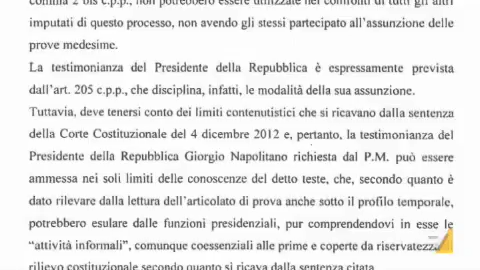 comma 2 bis c.p.p., non potrebbero essere utilizzate nei confronti di tutti gli altri
imputati di questo processo, non avendo gli stessi partecipato all'assunzione delle
prove medesime.
La testimonianza del Presidente della Repubblica è espressamente prevista
dall'art. 205 c.p.p., che disciplina, infatti, le modalità della sua assunzione.
Tuttavia, deve tenersi conto dei limiti contenutistici che si ricavano dalla sentenza
della Corte Costituzionale del 4 dicembre 2012 e, pertanto, la testimonianza del
Presidente della Repubblica Giorgio Napolitano richiesta dal P.M. può essere
ammessa nei soli limiti delle conoscenze del detto teste, che, secondo quanto è
dato rilevare dalla lettura dell'articolato di prova anche sotto il profilo temporale,
potrebbero esulare dalle funzioni presidenziali, pur comprendendovi in esse le
"attività informali", comunque coessenziali alle prime e coperte da riservatezza
rilievo costituzionale secondo quanto si ricava dalla sentenza citata